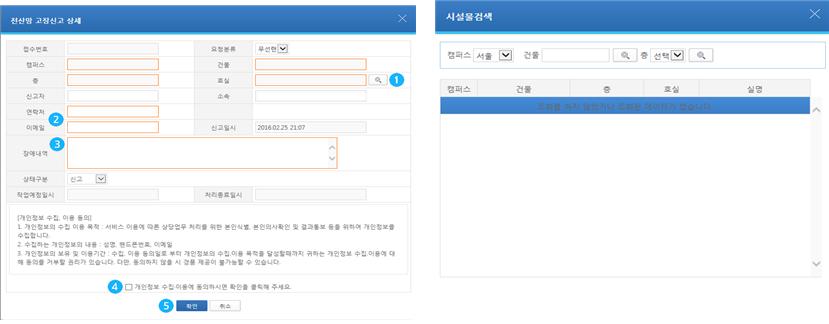 전산망 고장신고 상세
접수번호 요청분류 무선랜
캠퍼스 건물
층 호실 1
신고자 소속
연락처
2
이메일 신고일시 2016.02.25 21:07
3
장애내역
상태구분 신고
작업예정일시 처리종료일시
[개인정보 수집, 이용 동의]
1. 개인정보의 수집 이용 목적 : 서비스 이용에 따른 상담업무 처리를 위한 본인식별, 본인의사확인 및 결과통보 등을 위하여 개인정보를
수집합니다.
2. 수집하는 개인정보의 내용 : 성명, 핸드폰번호, 이메일
3. 개인정보의 보유 및 이용기간 : 수집, 이용 동의일로 부터 개인정보의 수집,이용 목적을 달성할때까지 귀하는 개인정보 수집,이용에 대
해 동의를 거부할 권리가 있습니다. 다만, 동의하지 않을 시 경품 제공이 불가능할 수 있습니다.
4 개인정보 수집·이용에 동의하시면 확인을 클릭해 주세요.
5 확인 취소
시설물검색
캠퍼스 서울 건물 층 선택
캠퍼스 건물 층 호실 실명
조회를 하지 않았거나 조회된 데이터가 없습니다.